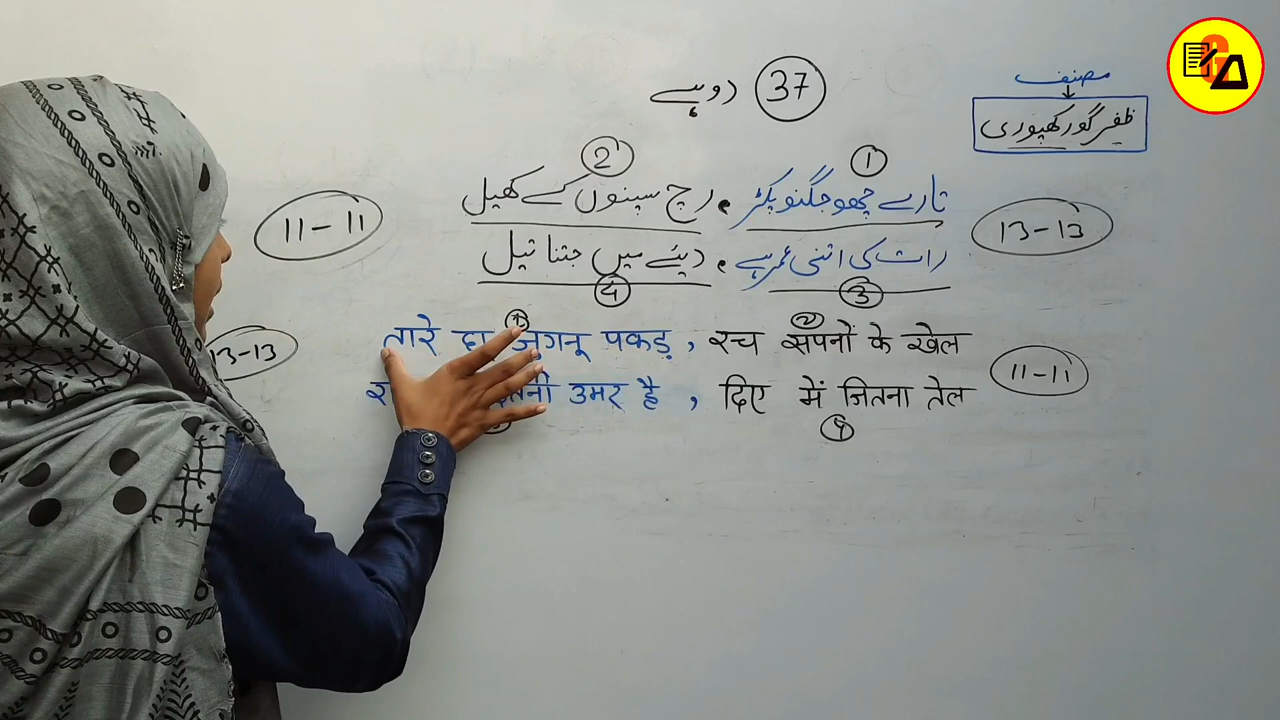 37 دوہے
مصنف
ظفر گورکھپوری
1 2
تارے چھو جگنو پکڑ، رچ سپنوں کے کھیل
13-13 11-11
رات کی اتنی عمر ہے، دیئے میں جتنا تیل
3 4
तारे जुगनू पकड़, रच सपनों के खेल
13-13 11-11
उमर है, दिए में जितना तेल